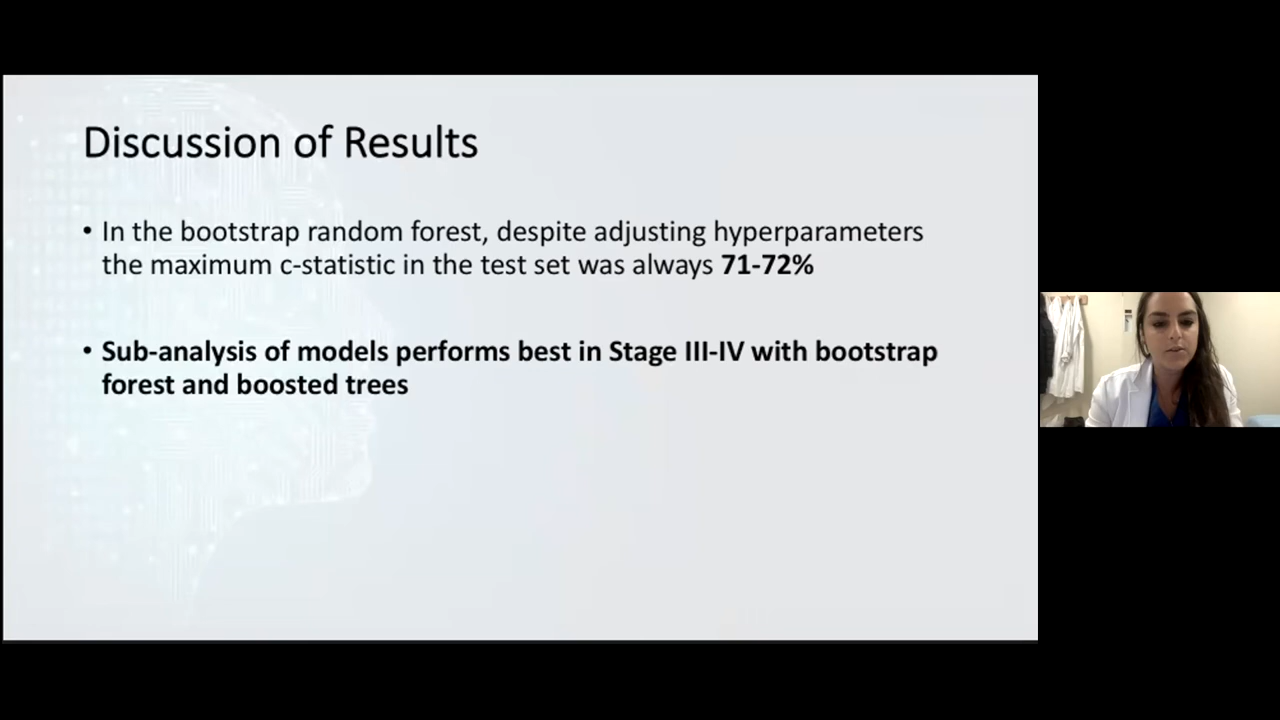 Discussion of Results
• In the bootstrap random forest, despite adjusting hyperparameters
the maximum c-statistic in the test set was always 71-72%
• Sub-analysis of models performs best in Stage III-IV with bootstrap
forest and boosted trees